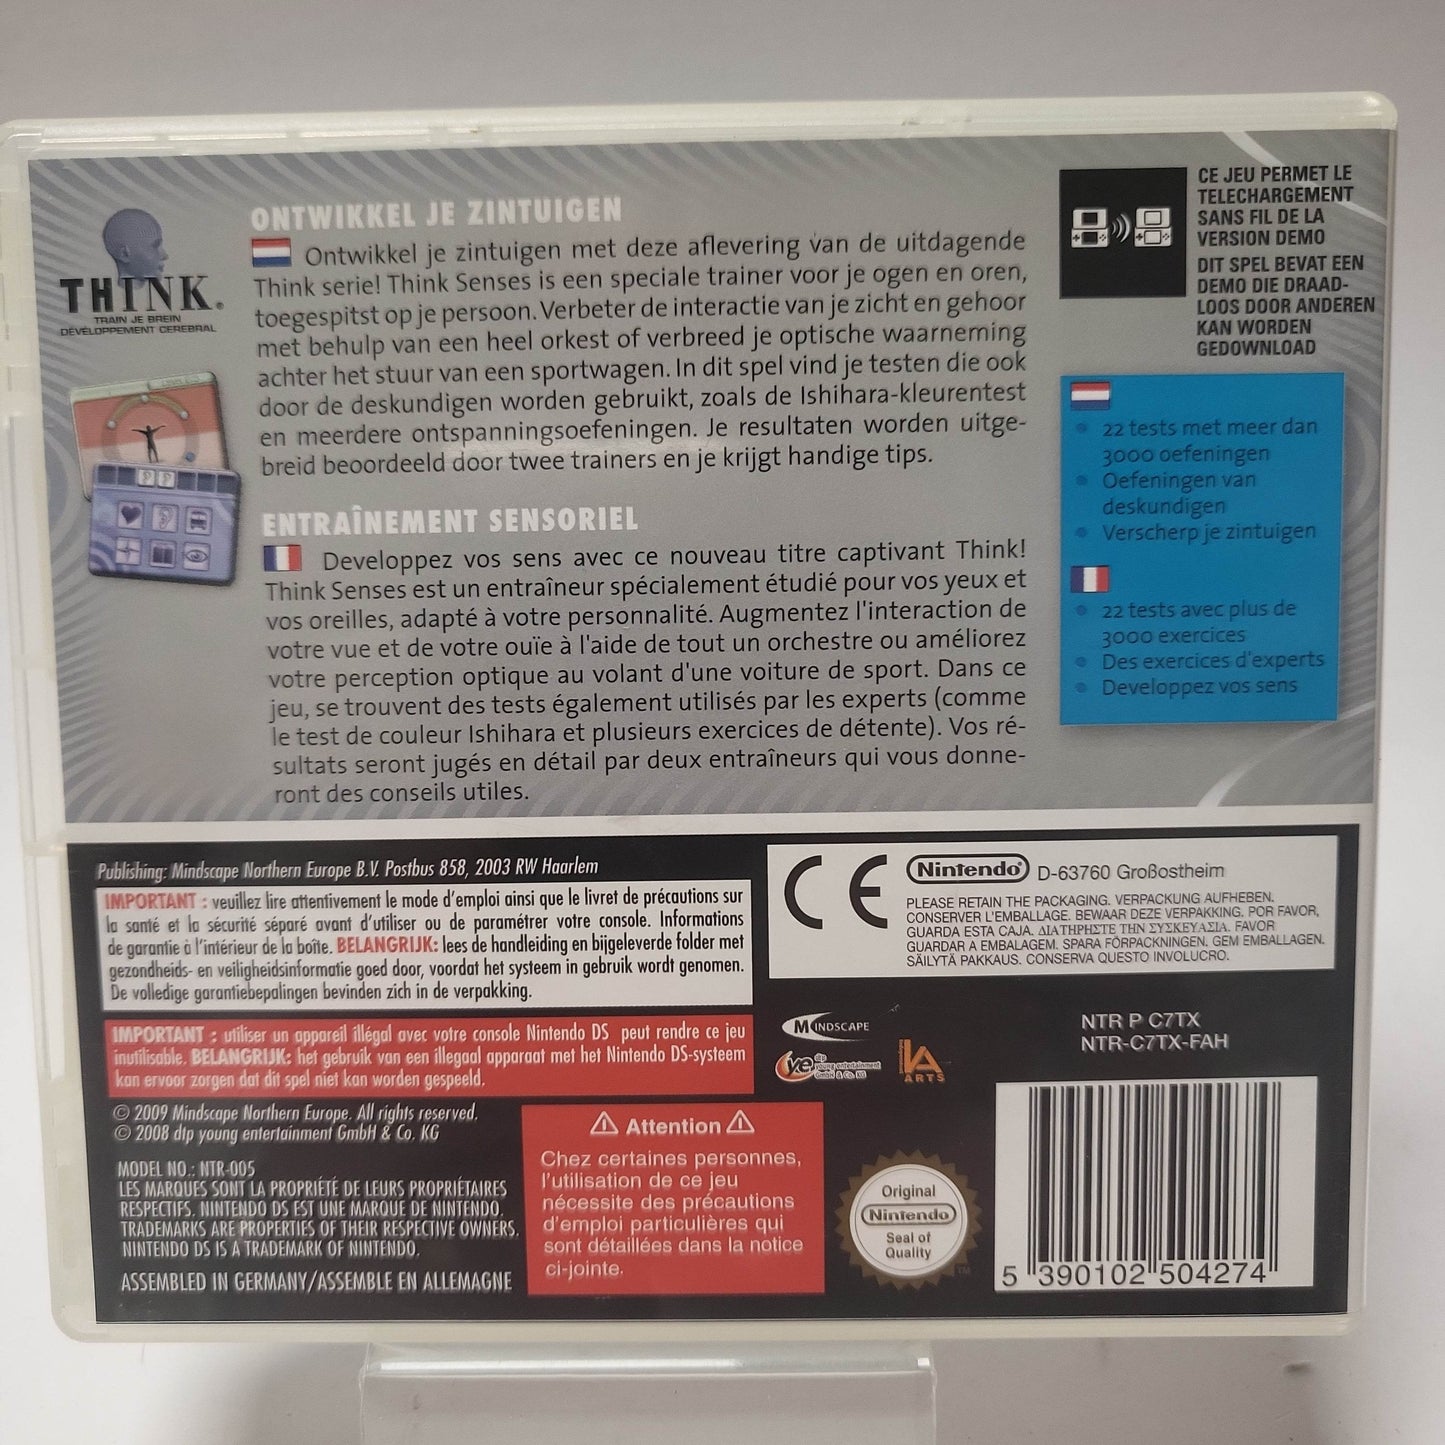 THINK®
TRAIN JE BREIN
DÉVELOPPEMENT CEREBRAL
ONTWIKKEL JE ZINTUIGEN
Ontwikkel je zintuigen met deze aflevering van de uitdagende
Think serie! Think Senses is een speciale trainer voor je ogen en oren,
toegespitst op je persoon. Verbeter de interactie van je zicht en gehoor
met behulp van een heel orkest of verbreed je optische waarneming
achter het stuur van een sportwagen. In dit spel vind je testen die ook
door de deskundigen worden gebruikt, zoals de Ishihara-kleurentest
en meerdere ontspanningsoefeningen. Je resultaten worden uitge-
breid beoordeeld door twee trainers en je krijgt handige tips.
ENTRAÎNEMENT SENSORIEL
Developpez vos sens avec ce nouveau titre captivant Think!
Think Senses est un entraîneur spécialement étudié pour vos yeux et
vos oreilles, adapté à votre personnalité. Augmentez l'interaction de
votre vue et de votre ouïe à l'aide de tout un orchestre ou améliorez
votre perception optique au volant d'une voiture de sport. Dans ce
jeu, se trouvent des tests également utilisés par les experts (comme
le test de couleur Ishihara et plusieurs exercices de détente). Vos ré-
sultats seront jugés en détail par deux entraîneurs qui vous donne-
ront des conseils utiles.
CE JEU PERMET LE
TELECHARGEMENT
SANS FIL DE LA
VERSION DEMO
DIT SPEL BEVAT EEN
DEMO DIE DRAAD-
LOOS DOOR ANDEREN
KAN WORDEN
GEDOWNLOAD
• 22 tests met meer dan
3000 oefeningen
• Oefeningen van
deskundigen
• Verscherp je zintuigen
• 22 tests avec plus de
3000 exercices
• Des exercices d'experts
• Developpez vos sens
Publishing: Mindscape Northern Europe B.V. Postbus 858, 2003 RW Haarlem
IMPORTANT : veuillez lire attentivement le mode d'emploi ainsi que le livret de précautions sur
la santé et la sécurité séparé avant d'utiliser ou de paramétrer votre console. Informations
de garantie à l'intérieur de la boîte. BELANGRIJK: lees de handleiding en bijgeleverde folder met
gezondheids- en veiligheidsinformatie goed door, voordat het systeem in gebruik wordt genomen.
De volledige garantiebepalingen bevinden zich in de verpakking.
IMPORTANT : utiliser un appareil illégal avec votre console Nintendo DS peut rendre ce jeu
inutilisable. BELANGRIJK: het gebruik van een illegaal apparaat met het Nintendo DS-systeem
kan ervoor zorgen dat dit spel niet kan worden gespeeld.
© 2009 Mindscape Northern Europe. All rights reserved.
© 2008 dtp young entertainment GmbH & Co. KG
MODEL NO.: NTR-005
LES MARQUES SONT LA PROPRIÉTÉ DE LEURS PROPRIÉTAIRES
RESPECTIFS. NINTENDO DS EST UNE MARQUE DE NINTENDO.
TRADEMARKS ARE PROPERTIES OF THEIR RESPECTIVE OWNERS.
NINTENDO DS IS A TRADEMARK OF NINTENDO.
ASSEMBLED IN GERMANY/ASSEMBLE EN ALLEMAGNE
Attention
Chez certaines personnes,
l'utilisation de ce jeu
nécessite des précautions
d'emploi particulières qui
sont détaillées dans la notice
ci-jointe.
CE
Nintendo® D-63760 Großostheim
PLEASE RETAIN THE PACKAGING. VERPACKUNG AUFHEBEN.
CONSERVER L'EMBALLAGE. BEWAAR DEZE VERPAKKING. POR FAVOR,
GUARDA ESTA CAJA. ΔΙΑΤΗΡΗΣΤΕ ΤΗΝ ΣΥΣΚΕΥΑΣΙΑ. FAVOR
GUARDAR A EMBALAGEM. SPARA FÖRPACKNINGEN. GEM EMBALLAGEN.
SÄILYTÄ PAKKAUS. CONSERVA QUESTO INVOLUCRO.
MINDSCAPE
ye dtp
young entertainment
GmbH & Co. KG
ARTS
NTR P C7TX
NTR-C7TX-FAH
Original
Nintendo
Seal of
Quality
TM
5 390102 504274